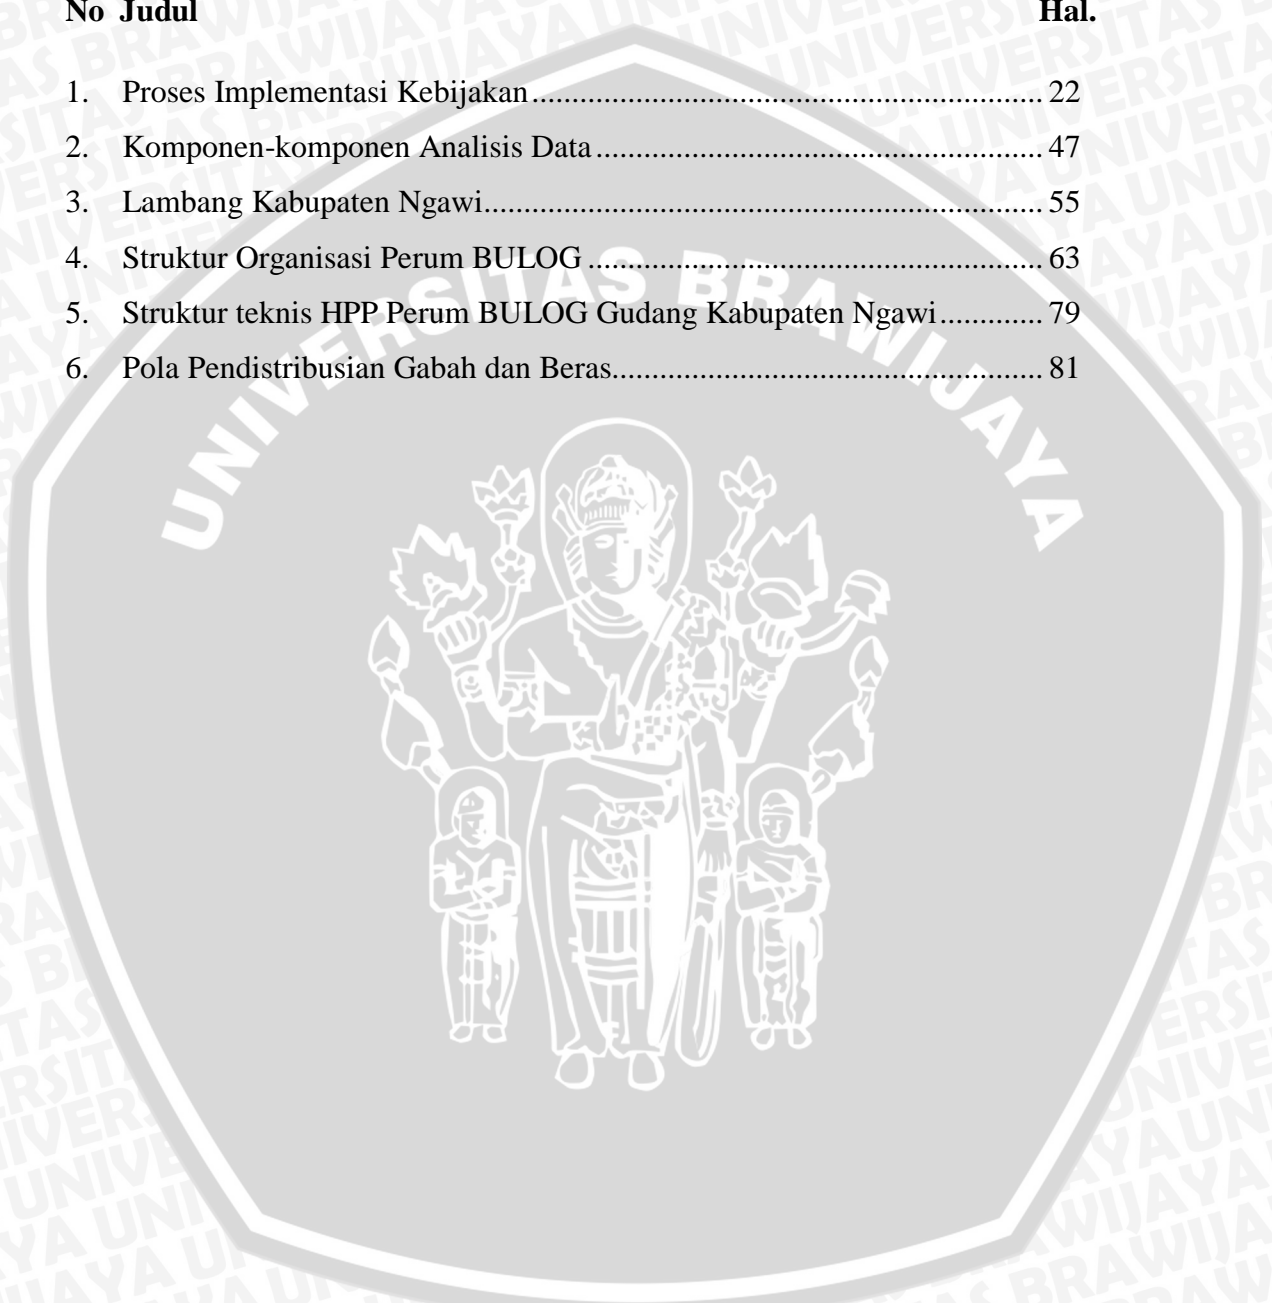 No Judul Hal.
1. Proses Implementasi Kebijakan ................................................................ 22
2. Komponen-komponen Analisis Data ........................................................ 47
3. Lambang Kabupaten Ngawi ...................................................................... 55
4. Struktur Organisasi Perum BULOG ......................................................... 63
5. Struktur teknis HPP Perum BULOG Gudang Kabupaten Ngawi ............. 79
6. Pola Pendistribusian Gabah dan Beras...................................................... 81
UNIVERSITAS BRAWIJAYA